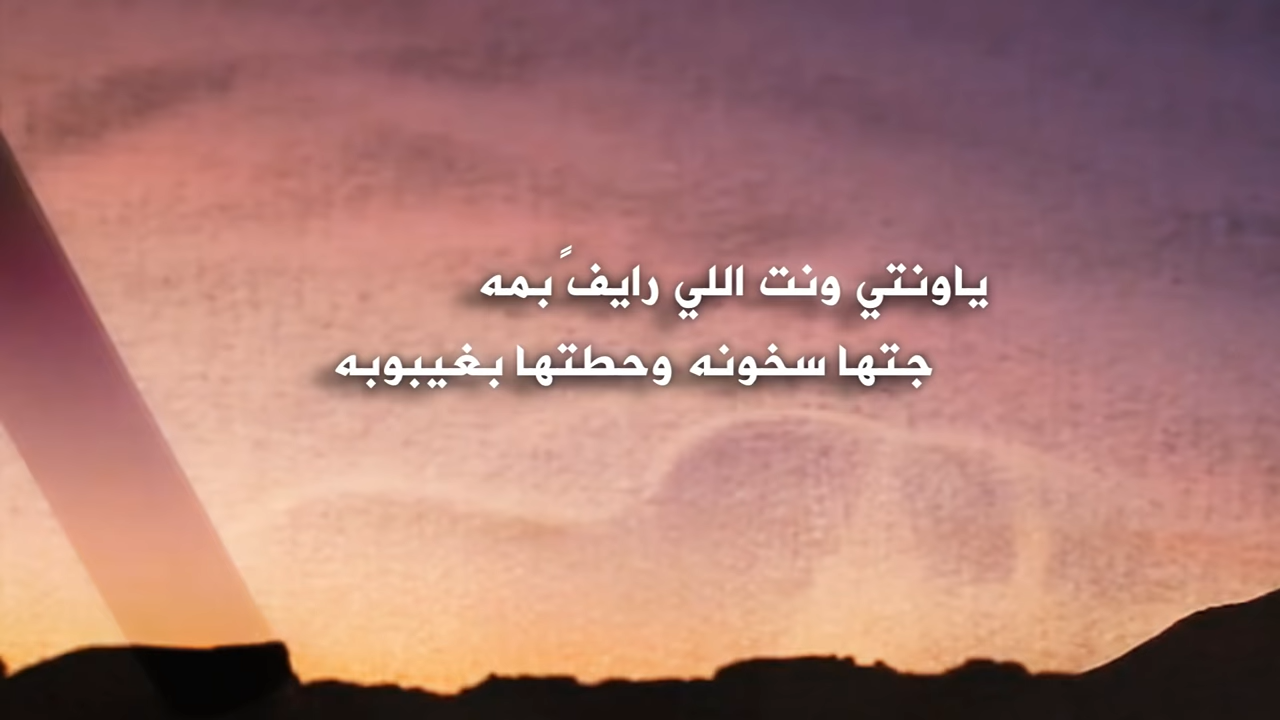 ياونتي ونت اللي رايفً بمه
جتها سخونه وحطتها بغيبوبه